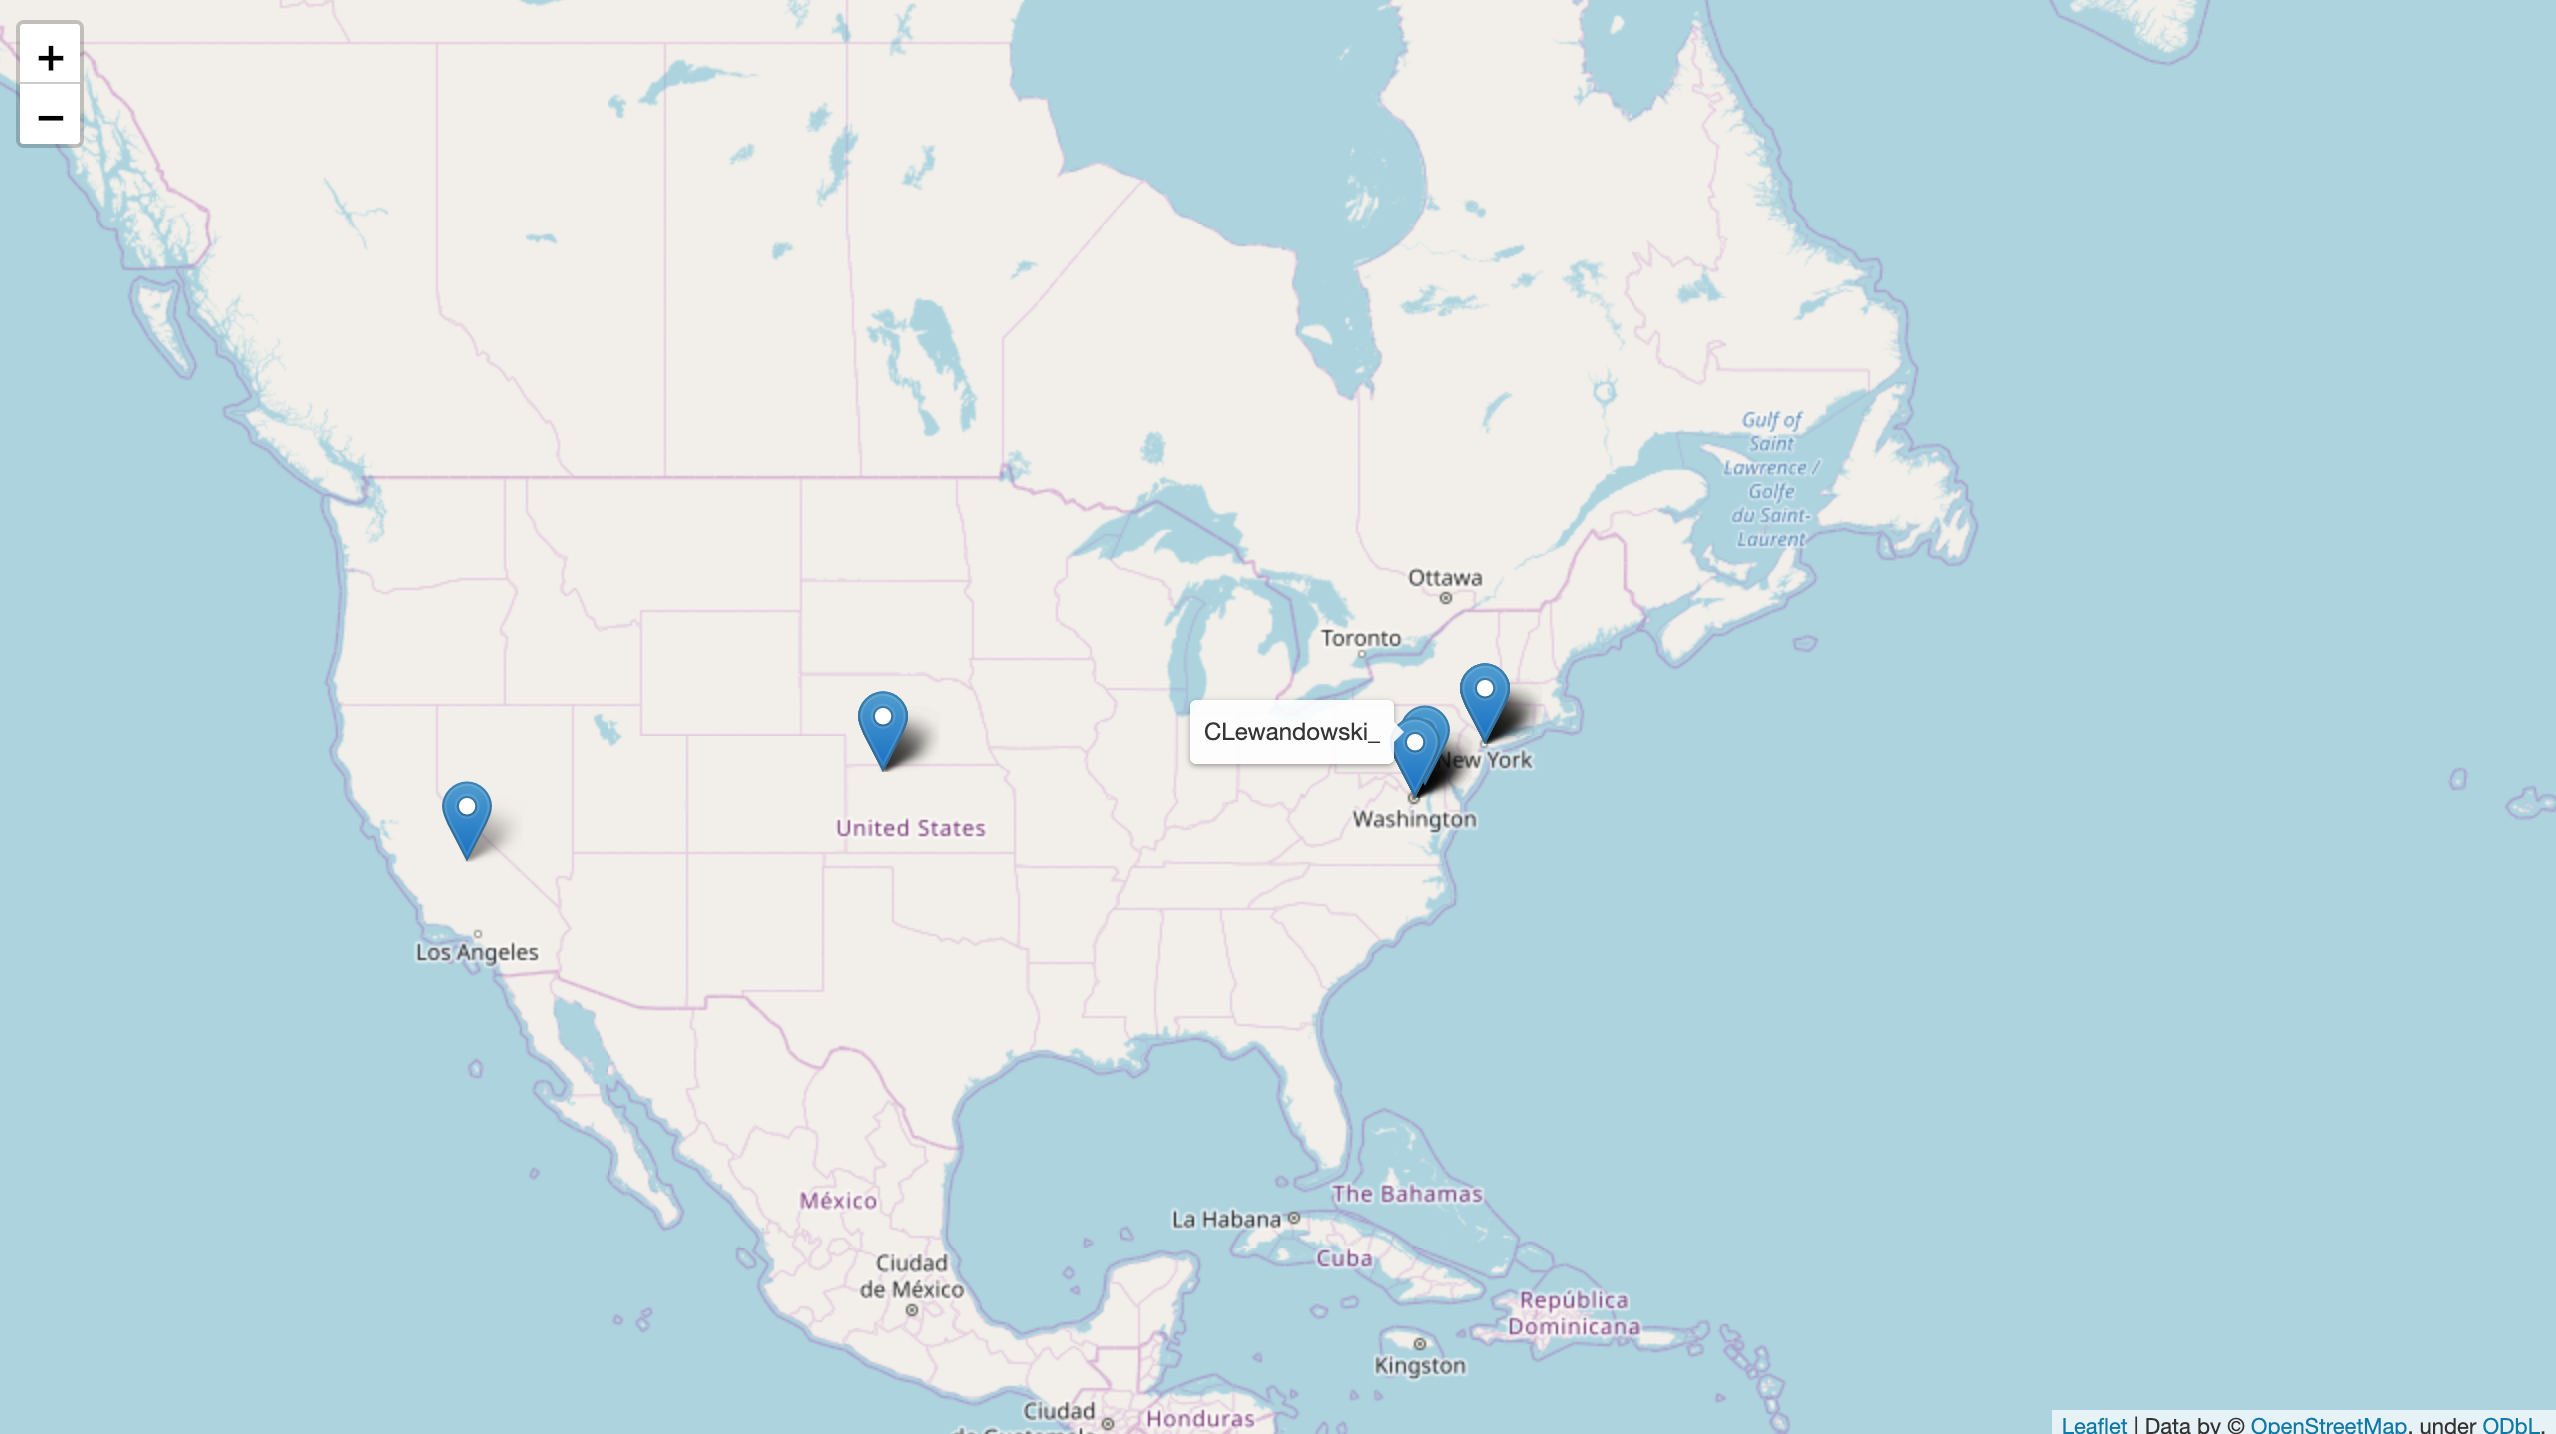 +
−
Gulf of
Saint
Lawrence /
Golfe
du Saint-
Laurent
Ottawa
Toronto
CLewandowski_
New York
Washington
United States
Los Angeles
México
The Bahamas
La Habana
Cuba
Ciudad
de México
República
Dominicana
Kingston
Ciudad
Honduras
Leaflet | Data by © OpenStreetMap, under ODbL.